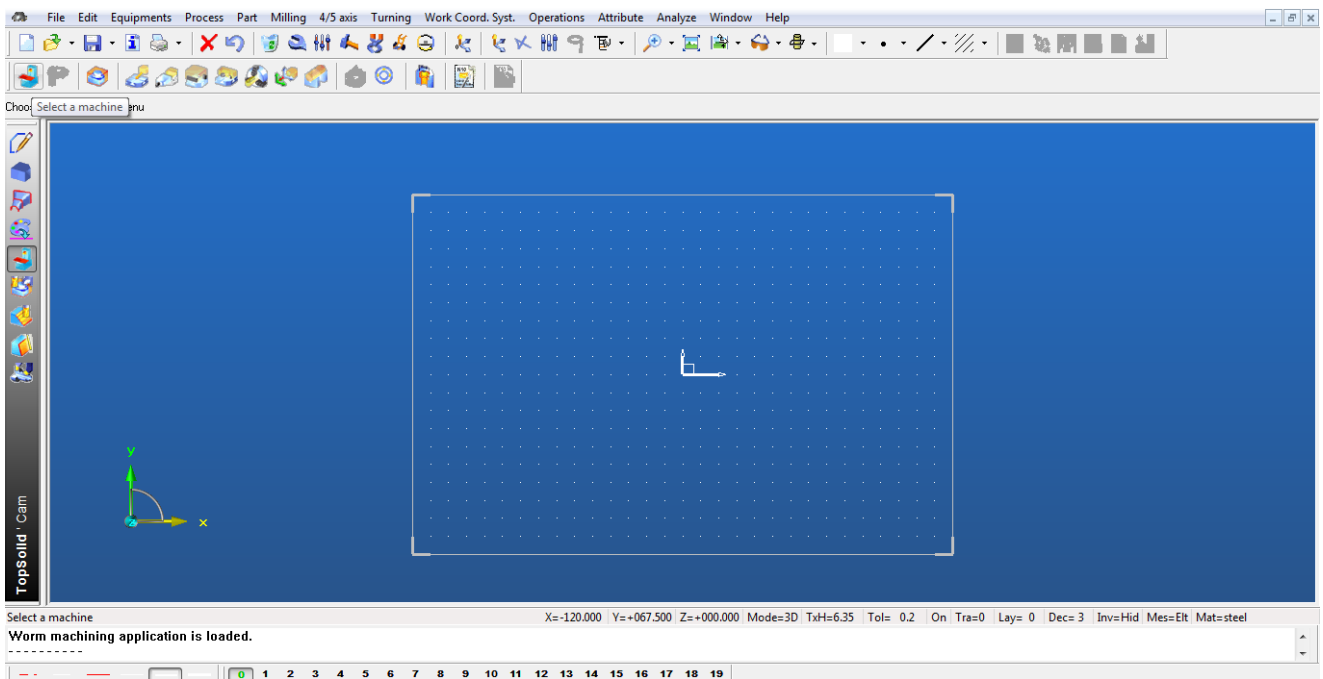 File Edit Equipments Process Part Milling 4/5 axis Turning Work Coord. Syst. Operations Attribute Analyze Window Help
Choo Select a machine enu
y
x
z
TopSolid ' Cam
Select a machine X=-120.000 Y=+067.500 Z=+000.000 Mode=3D TxH=6.35 Tol= 0.2 On Tra=0 Lay= 0 Dec= 3 Inv=Hid Mes=Elt Mat=steel
Worm machining application is loaded.
----------
0 1 2 3 4 5 6 7 8 9 10 11 12 13 14 15 16 17 18 19